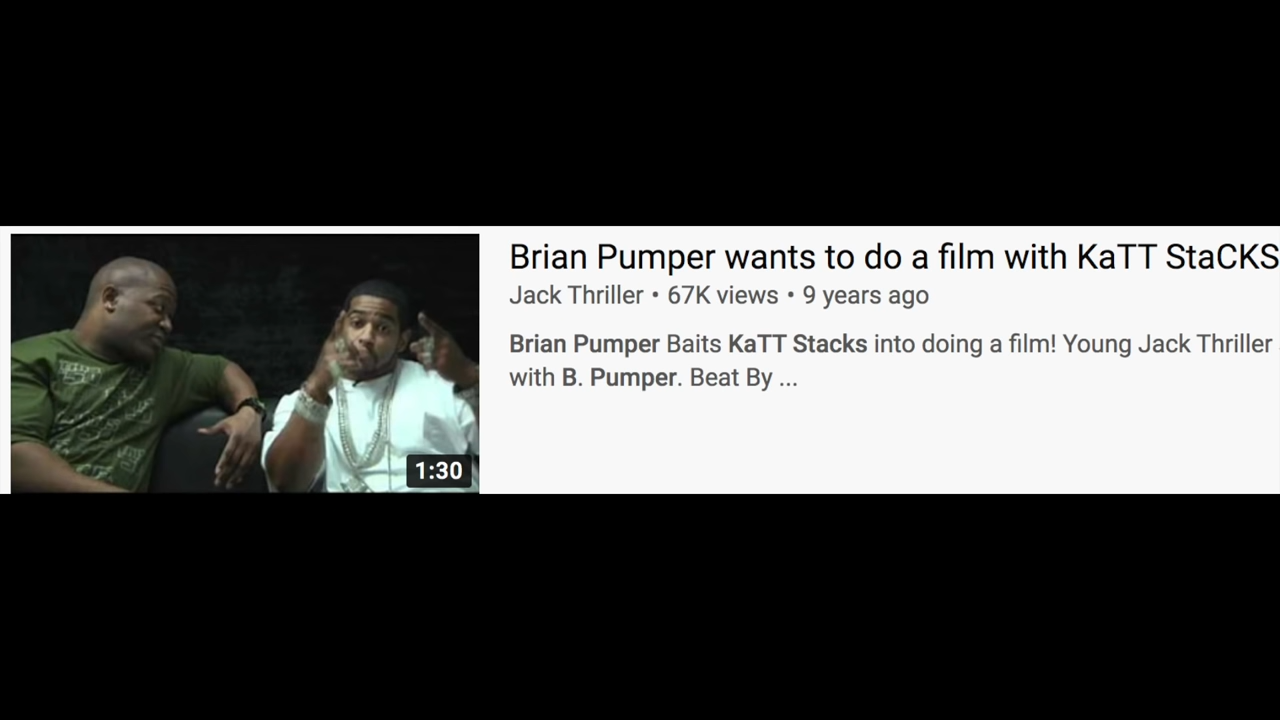 Brian Pumper wants to do a film with KaTT StaCKS
Jack Thriller • 67K views • 9 years ago
Brian Pumper Baits KaTT Stacks into doing a film! Young Jack Thriller
with B. Pumper. Beat By ...
1:30